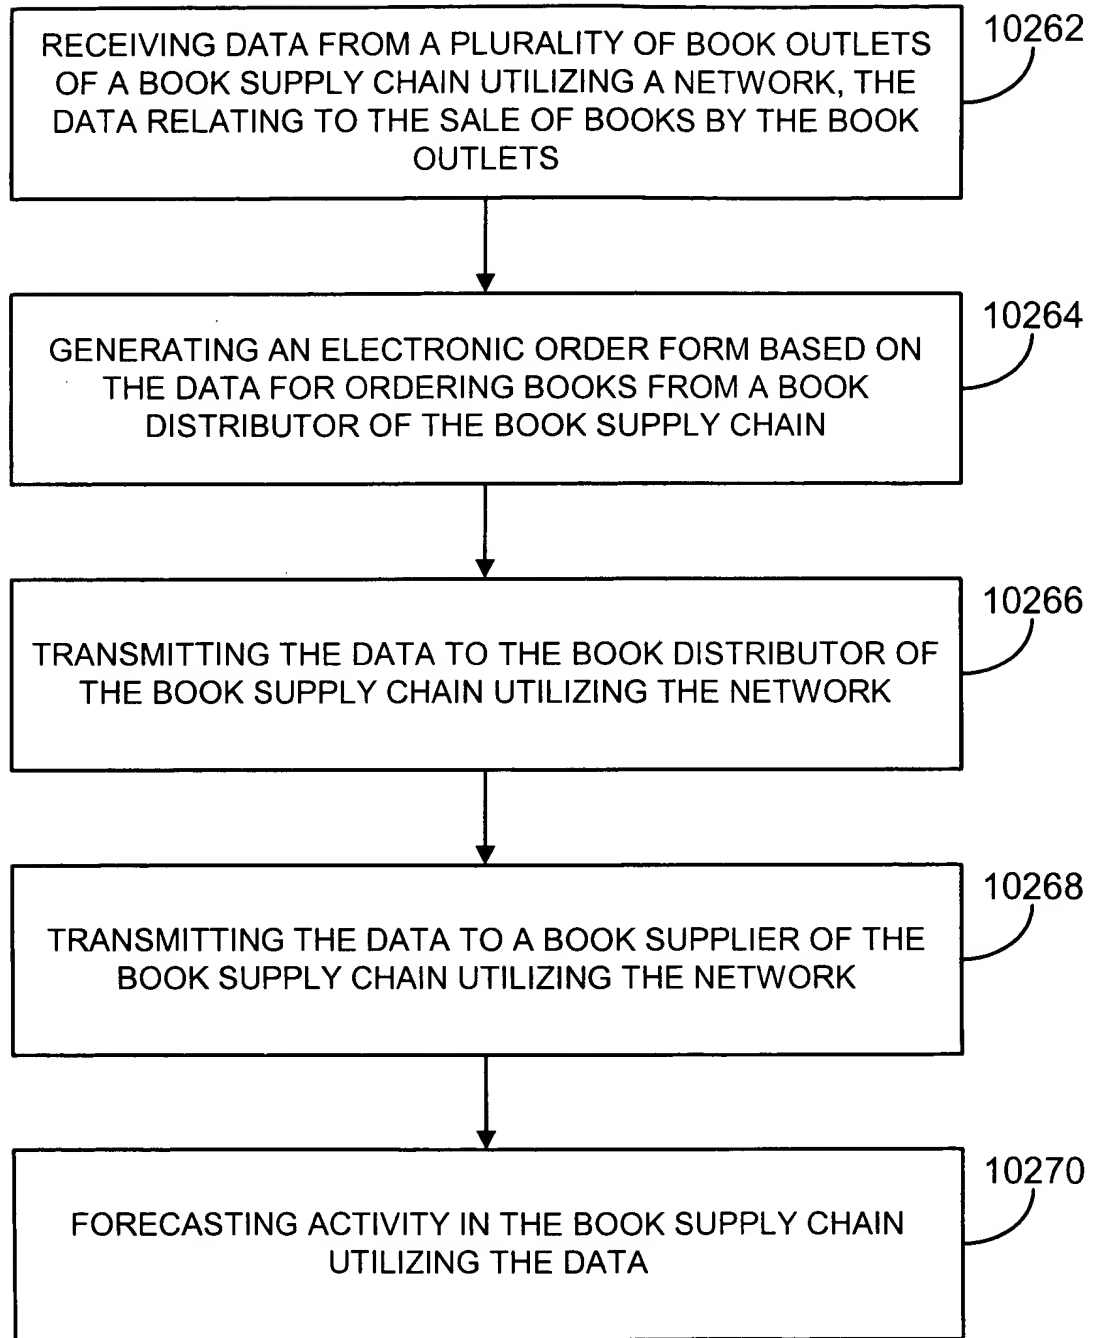 RECEIVING DATA FROM A PLURALITY OF BOOK OUTLETS
OF A BOOK SUPPLY CHAIN UTILIZING A NETWORK, THE
DATA RELATING TO THE SALE OF BOOKS BY THE BOOK
OUTLETS
10262
GENERATING AN ELECTRONIC ORDER FORM BASED ON
THE DATA FOR ORDERING BOOKS FROM A BOOK
DISTRIBUTOR OF THE BOOK SUPPLY CHAIN
10264
TRANSMITTING THE DATA TO THE BOOK DISTRIBUTOR OF
THE BOOK SUPPLY CHAIN UTILIZING THE NETWORK
10266
TRANSMITTING THE DATA TO A BOOK SUPPLIER OF THE
BOOK SUPPLY CHAIN UTILIZING THE NETWORK
10268
FORECASTING ACTIVITY IN THE BOOK SUPPLY CHAIN
UTILIZING THE DATA
10270